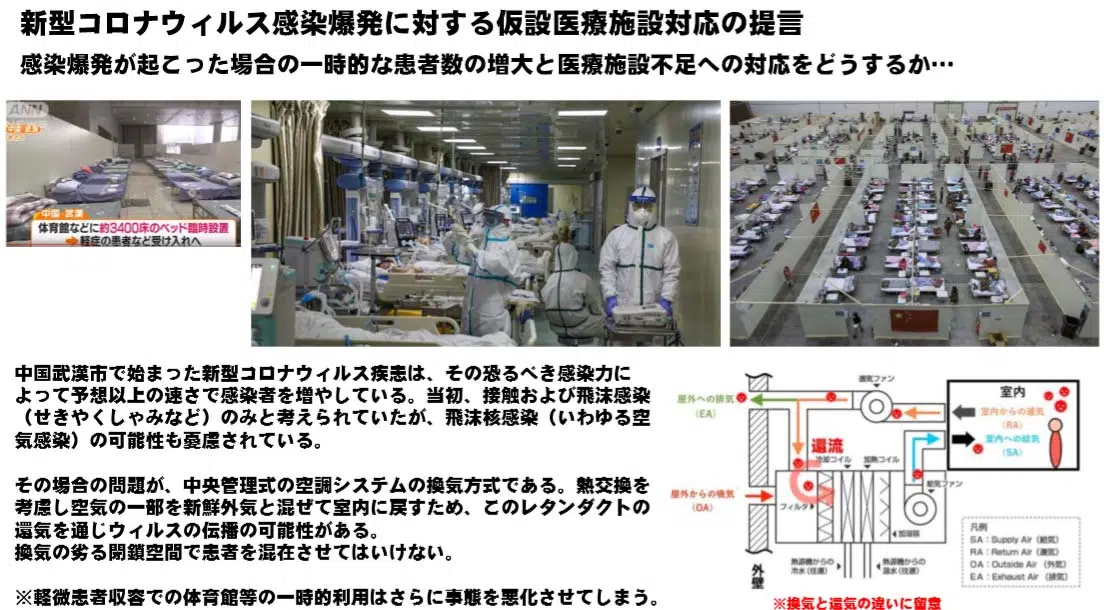 新型コロナウィルス感染爆発に対する仮設医療施設対応の提言
感染爆発が起こった場合の一時的な患者数の増大と医療施設不足への対応をどうするか…
ANN
中国・武漢
中国・武漢
体育館などに約3400床のベッド臨時設置
➡軽症の患者など受け入れへ
中国武漢市で始まった新型コロナウィルス疾患は、その恐るべき感染力に
よって予想以上の速さで感染者を増やしている。当初、接触および飛沫感染
（せきやくしゃみなど）のみと考えられていたが、飛沫核感染（いわゆる空
気感染）の可能性も憂慮されている。
その場合の問題が、中央管理式の空調システムの換気方式である。熱交換を
考慮し空気の一部を新鮮外気と混ぜて室内に戻すため、このレタンダクトの
還気を通じウィルスの伝播の可能性がある。
換気の劣る閉鎖空間で患者を混在させてはいけない。
※軽微患者収容での体育館等の一時的利用はさらに事態を悪化させてしまう。
還気ファン
屋外への排気
(EA)
室内
室内からの還気
(RA)
室内への給気
(SA)
還流
冷却コイル
加熱コイル
給気ファン
屋外からの吸気
(OA)
フィルタ
加湿器
外壁
熱源機からの
冷水（往還）
熱源機からの
温水（往還）
凡例
SA：Supply Air（給気）
RA：Return Air（還気）
OA：Outside Air（外気）
EA：Exhaust Air（排気）
※換気と還気の違いに留意